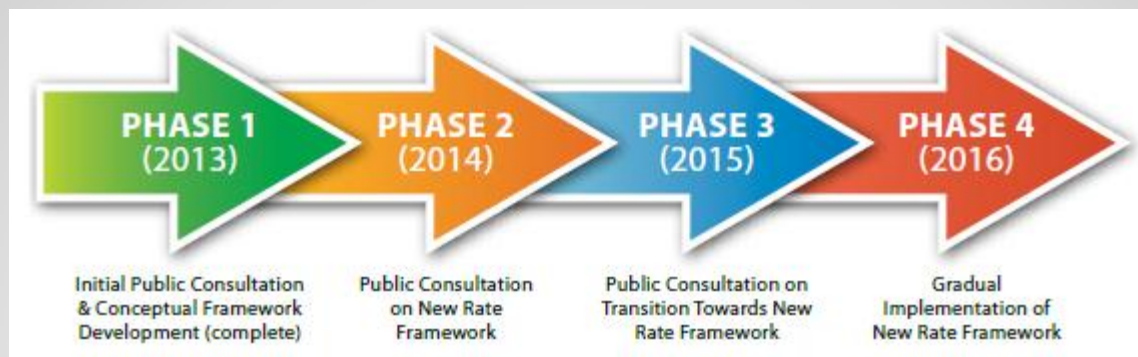 PHASE 1
(2013)
PHASE 2
(2014)
PHASE 3
(2015)
PHASE 4
(2016)
Initial Public Consultation
& Conceptual Framework
Development (complete)
Public Consultation
on New Rate
Framework
Public Consultation on
Transition Towards New
Rate Framework
Gradual
Implementation of
New Rate Framework